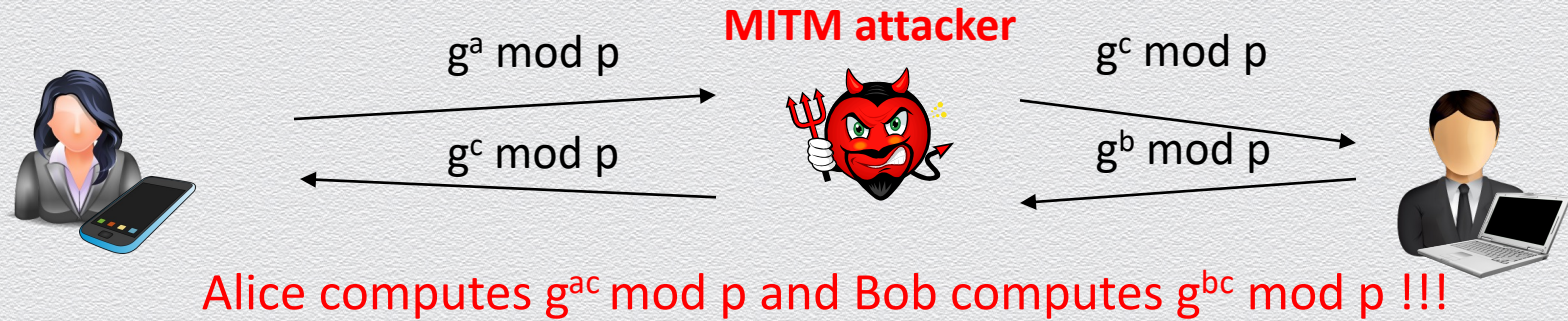 MITM attacker
gᵃ mod p
gᶜ mod p
gᶜ mod p
gᵇ mod p
Alice computes gᵃᶜ mod p and Bob computes gᵇᶜ mod p !!!